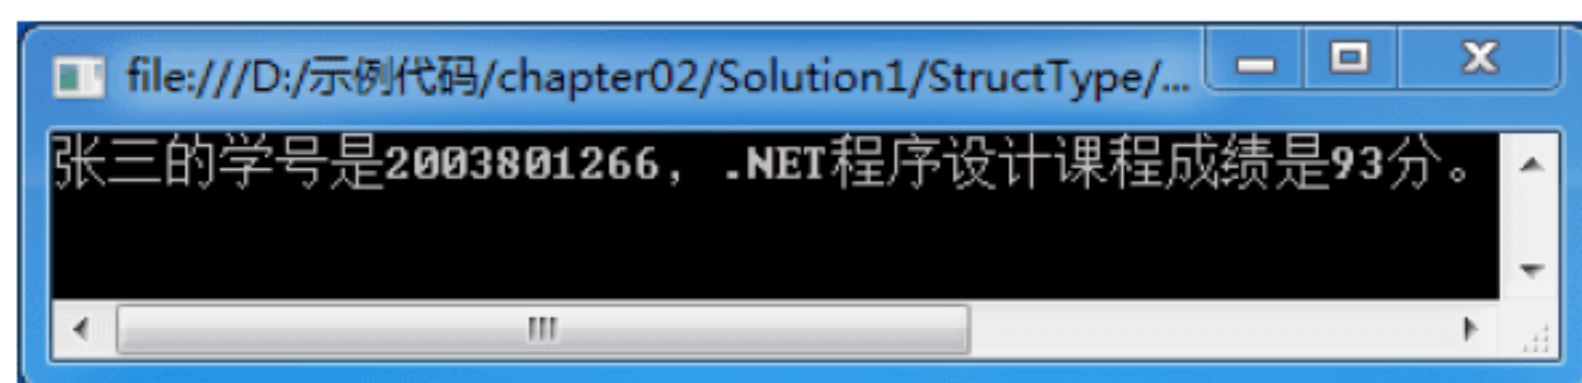 file:///D:/示例代码/chapter02/Solution1/StructType/...
张三的学号是2003801266，.NET程序设计课程成绩是93分。